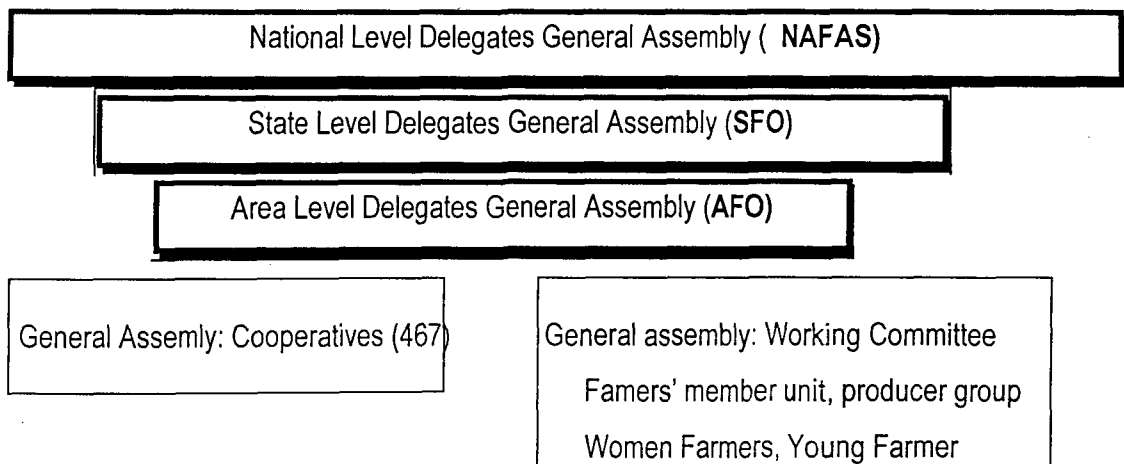 National Level Delegates General Assembly ( NAFAS)
State Level Delegates General Assembly (SFO)
Area Level Delegates General Assembly (AFO)
General Assemly: Cooperatives (467)
General assembly: Working Committee
Famers' member unit, producer group
Women Farmers, Young Farmer